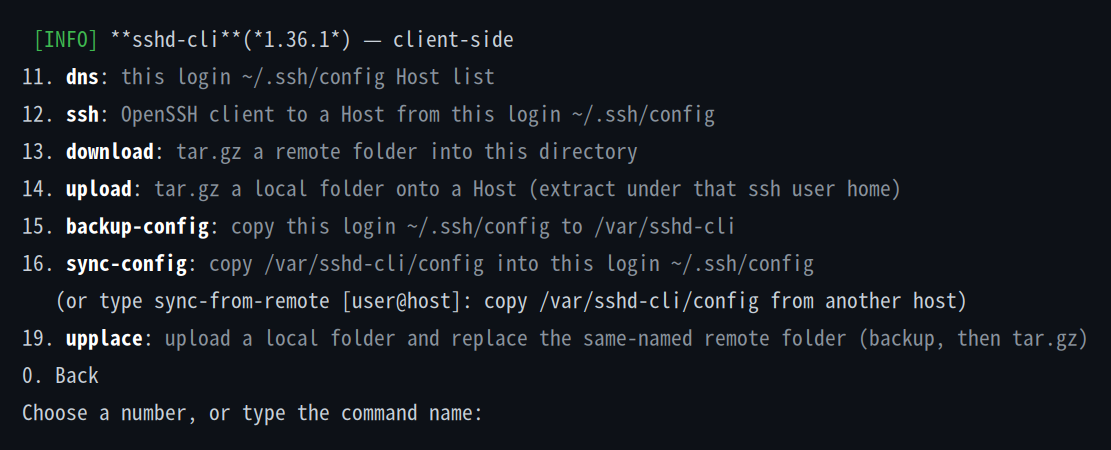 [INFO] **sshd-cli**(*1.36.1*) — client-side
11. dns: this login ~/.ssh/config Host list
12. ssh: OpenSSH client to a Host from this login ~/.ssh/config
13. download: tar.gz a remote folder into this directory
14. upload: tar.gz a local folder onto a Host (extract under that ssh user home)
15. backup-config: copy this login ~/.ssh/config to /var/sshd-cli
16. sync-config: copy /var/sshd-cli/config into this login ~/.ssh/config
(or type sync-from-remote [user@host]: copy /var/sshd-cli/config from another host)
19. upplace: upload a local folder and replace the same-named remote folder (backup, then tar.gz)
0. Back
Choose a number, or type the command name: